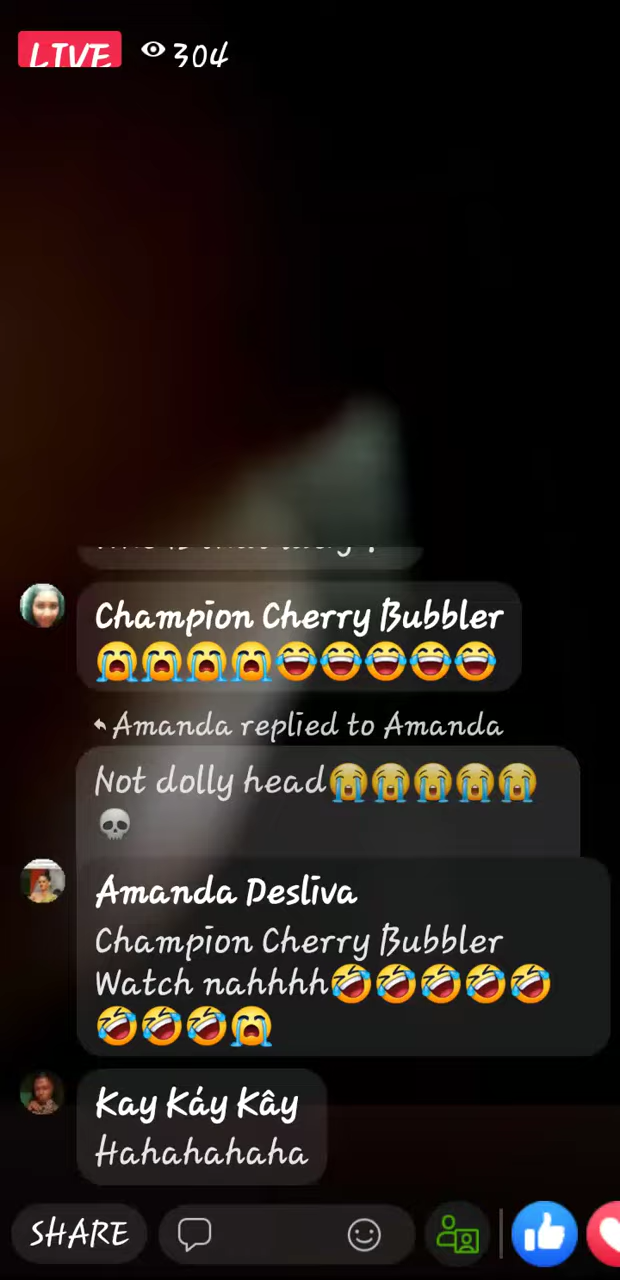 LIVE 304
Champion Cherry Bubbler
😭😭😭😭😂😂😂😂😂
Amanda replied to Amanda
Not dolly head😭😭😭😭😭
💀
Amanda Desliva
Champion Cherry Bubbler
Watch nahhhh🤣🤣🤣🤣🤣
🤣🤣🤣😭
Kay Káy Kây
Hahahahaha
SHARE